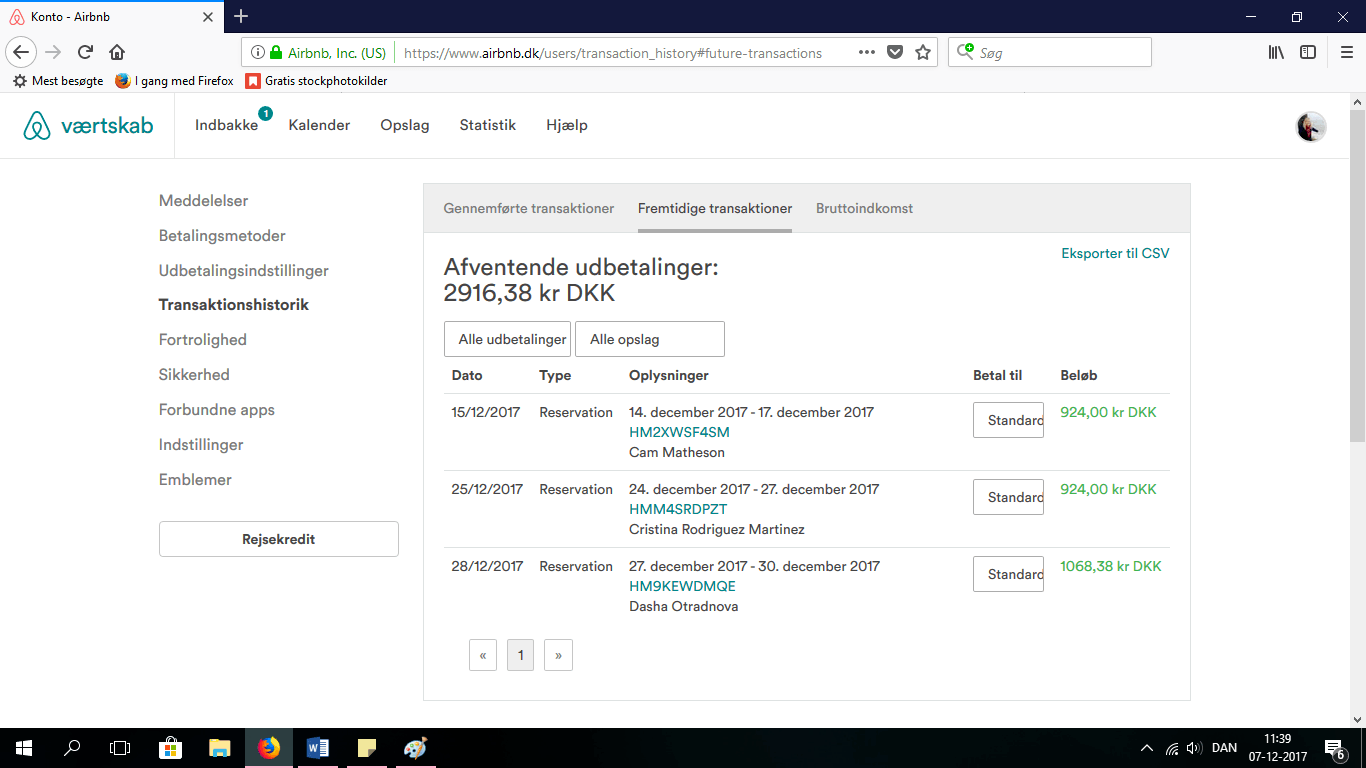 Konto - Airbnb
Airbnb, Inc. (US)
https://www.airbnb.dk/users/transaction_history#future-transactions
Søg
Mest besøgte
I gang med Firefox
Gratis stockphotokilder
værtskab
Indbakke
1
Kalender
Opslag
Statistik
Hjælp
Meddelelser
Betalingsmetoder
Udbetalingsindstillinger
Transaktionshistorik
Fortrolighed
Sikkerhed
Forbundne apps
Indstillinger
Emblemer
Rejsekredit
Gennemførte transaktioner Fremtidige transaktioner Bruttoindkomst
Eksporter til CSV
Afventende udbetalinger:
2916,38 kr DKK
Alle udbetalinger Alle opslag
Dato Type Oplysninger Betal til Beløb
15/12/2017 Reservation 14. december 2017 - 17. december 2017 Standard 924,00 kr DKK
HM2XWSF4SM
Cam Matheson
25/12/2017 Reservation 24. december 2017 - 27. december 2017 Standard 924,00 kr DKK
HMM4SRDPZT
Cristina Rodriguez Martinez
28/12/2017 Reservation 27. december 2017 - 30. december 2017 Standard 1068,38 kr DKK
HM9KEWDMQE
Dasha Otradnova
« 1 »
DAN
11:39
07-12-2017
6